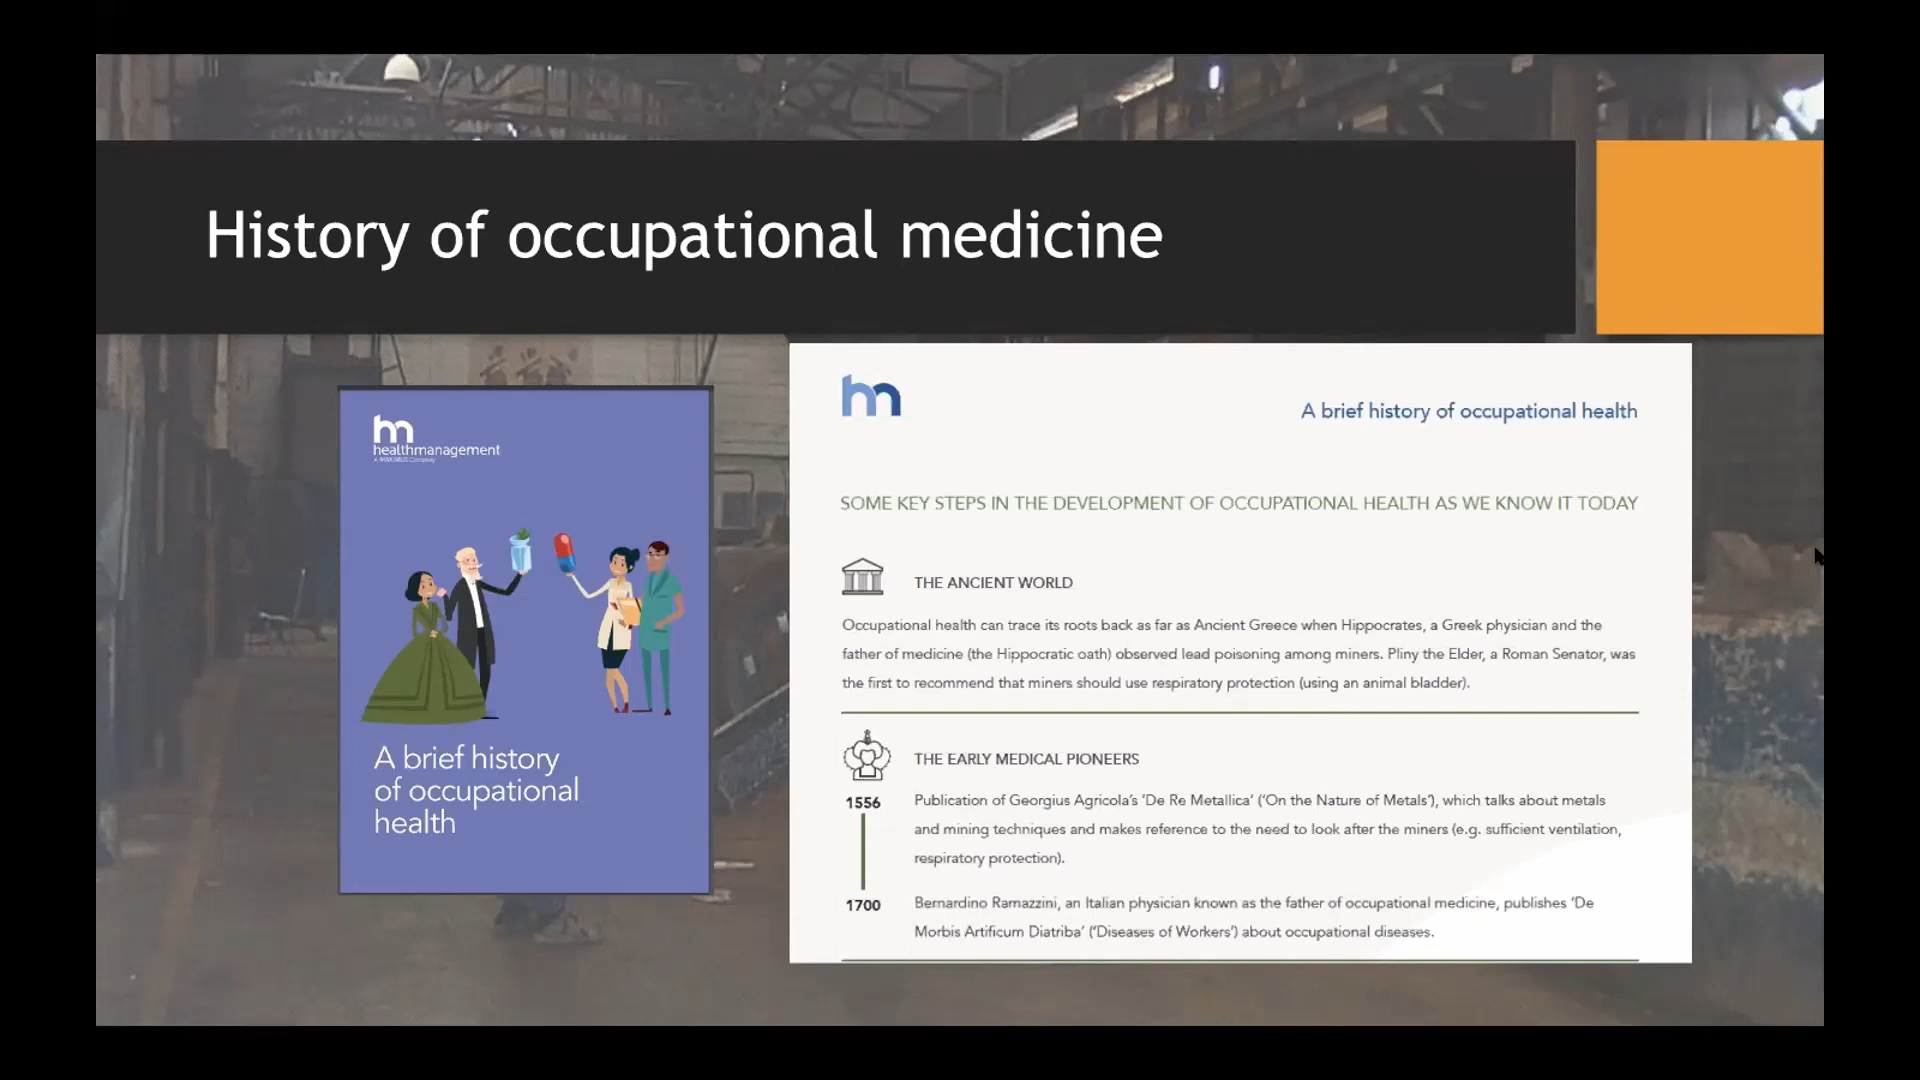 History of occupational medicine
hm
healthmanagement
A brief history
of occupational
health
hm
A brief history of occupational health
SOME KEY STEPS IN THE DEVELOPMENT OF OCCUPATIONAL HEALTH AS WE KNOW IT TODAY
THE ANCIENT WORLD
Occupational health can trace its roots back as far as Ancient Greece when Hippocrates, a Greek physician and the
father of medicine (the Hippocratic oath) observed lead poisoning among miners. Pliny the Elder, a Roman Senator, was
the first to recommend that miners should use respiratory protection (using an animal bladder).
THE EARLY MEDICAL PIONEERS
1556
Publication of Georgius Agricola's 'De Re Metallica' ('On the Nature of Metals'), which talks about metals
and mining techniques and makes reference to the need to look after the miners (e.g. sufficient ventilation,
respiratory protection).
1700
Bernardino Ramazzini, an Italian physician known as the father of occupational medicine, publishes 'De
Morbis Artificum Diatriba' ('Diseases of Workers') about occupational diseases.